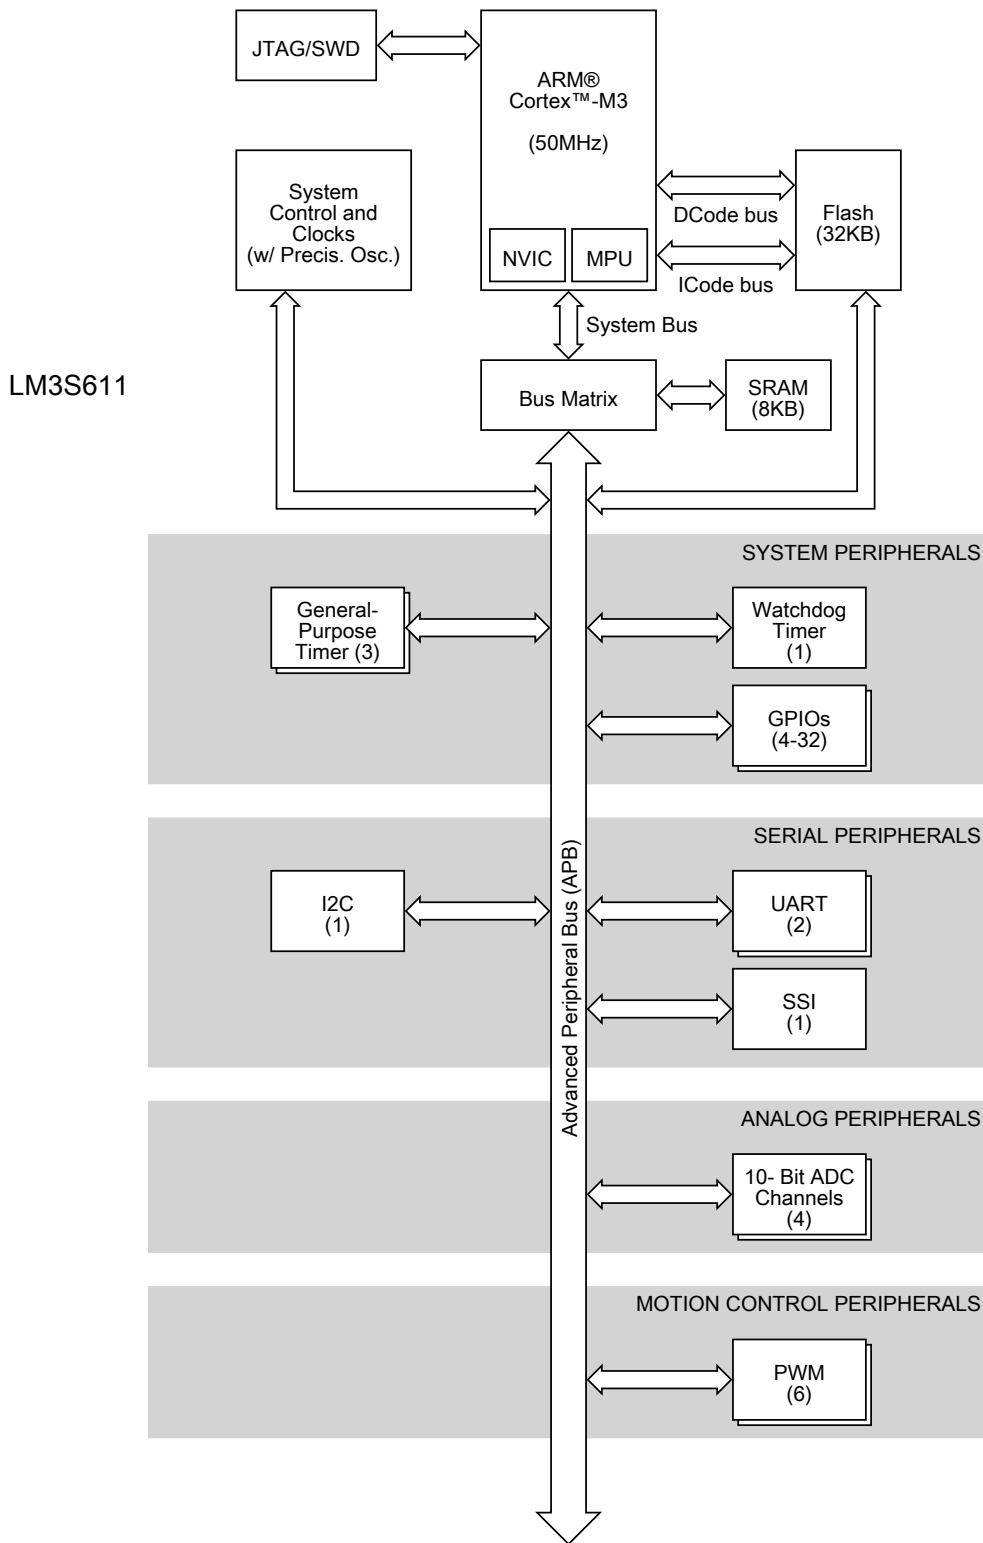 JTAG/SWD
ARM®
Cortex™-M3
(50MHz)
System
Control and
Clocks
(w/ Precis. Osc.)
DCode bus
Flash
(32KB)
NVIC
MPU
ICode bus
System Bus
LM3S611
Bus Matrix
SRAM
(8KB)
SYSTEM PERIPHERALS
General-
Purpose
Timer (3)
Watchdog
Timer
(1)
GPIOs
(4-32)
Advanced Peripheral Bus (APB)
SERIAL PERIPHERALS
I2C
(1)
UART
(2)
SSI
(1)
ANALOG PERIPHERALS
10- Bit ADC
Channels
(4)
MOTION CONTROL PERIPHERALS
PWM
(6)